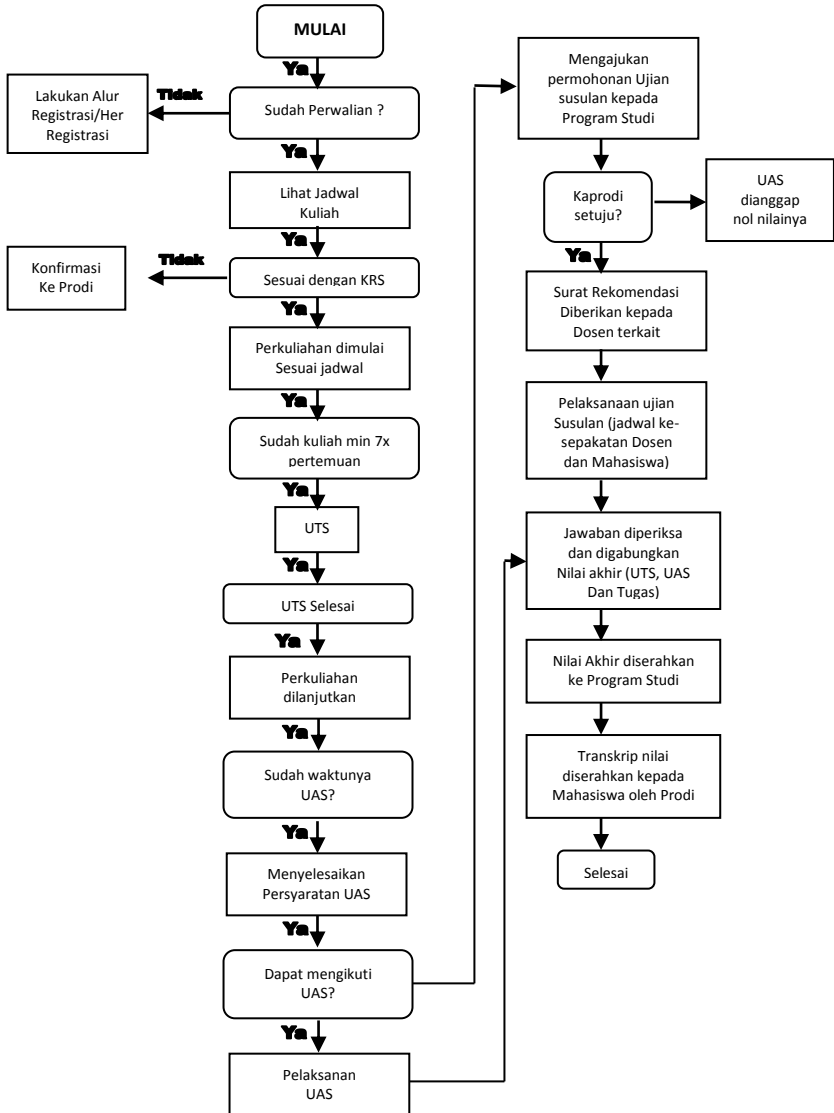 MULAI
Ya
Sudah Perwalian ?
Tidak
Lakukan Alur
Registrasi/Her
Registrasi
Ya
Lihat Jadwal
Kuliah
Ya
Sesuai dengan KRS
Tidak
Konfirmasi
Ke Prodi
Ya
Perkuliahan dimulai
Sesuai jadwal
Ya
Sudah kuliah min 7x
pertemuan
Ya
UTS
Ya
UTS Selesai
Ya
Perkuliahan
dilanjutkan
Ya
Sudah waktunya
UAS?
Ya
Menyelesaikan
Persyaratan UAS
Ya
Dapat mengikuti
UAS?
Ya
Pelaksanan
UAS
Mengajukan
permohonan Ujian
susulan kepada
Program Studi
Kaprodi
setuju?
UAS
dianggap
nol nilainya
Ya
Surat Rekomendasi
Diberikan kepada
Dosen terkait
Pelaksanaan ujian
Susulan (jadwal ke-
sepakatan Dosen
dan Mahasiswa)
Jawaban diperiksa
dan digabungkan
Nilai akhir (UTS, UAS
Dan Tugas)
Nilai Akhir diserahkan
ke Program Studi
Transkrip nilai
diserahkan kepada
Mahasiswa oleh Prodi
Selesai